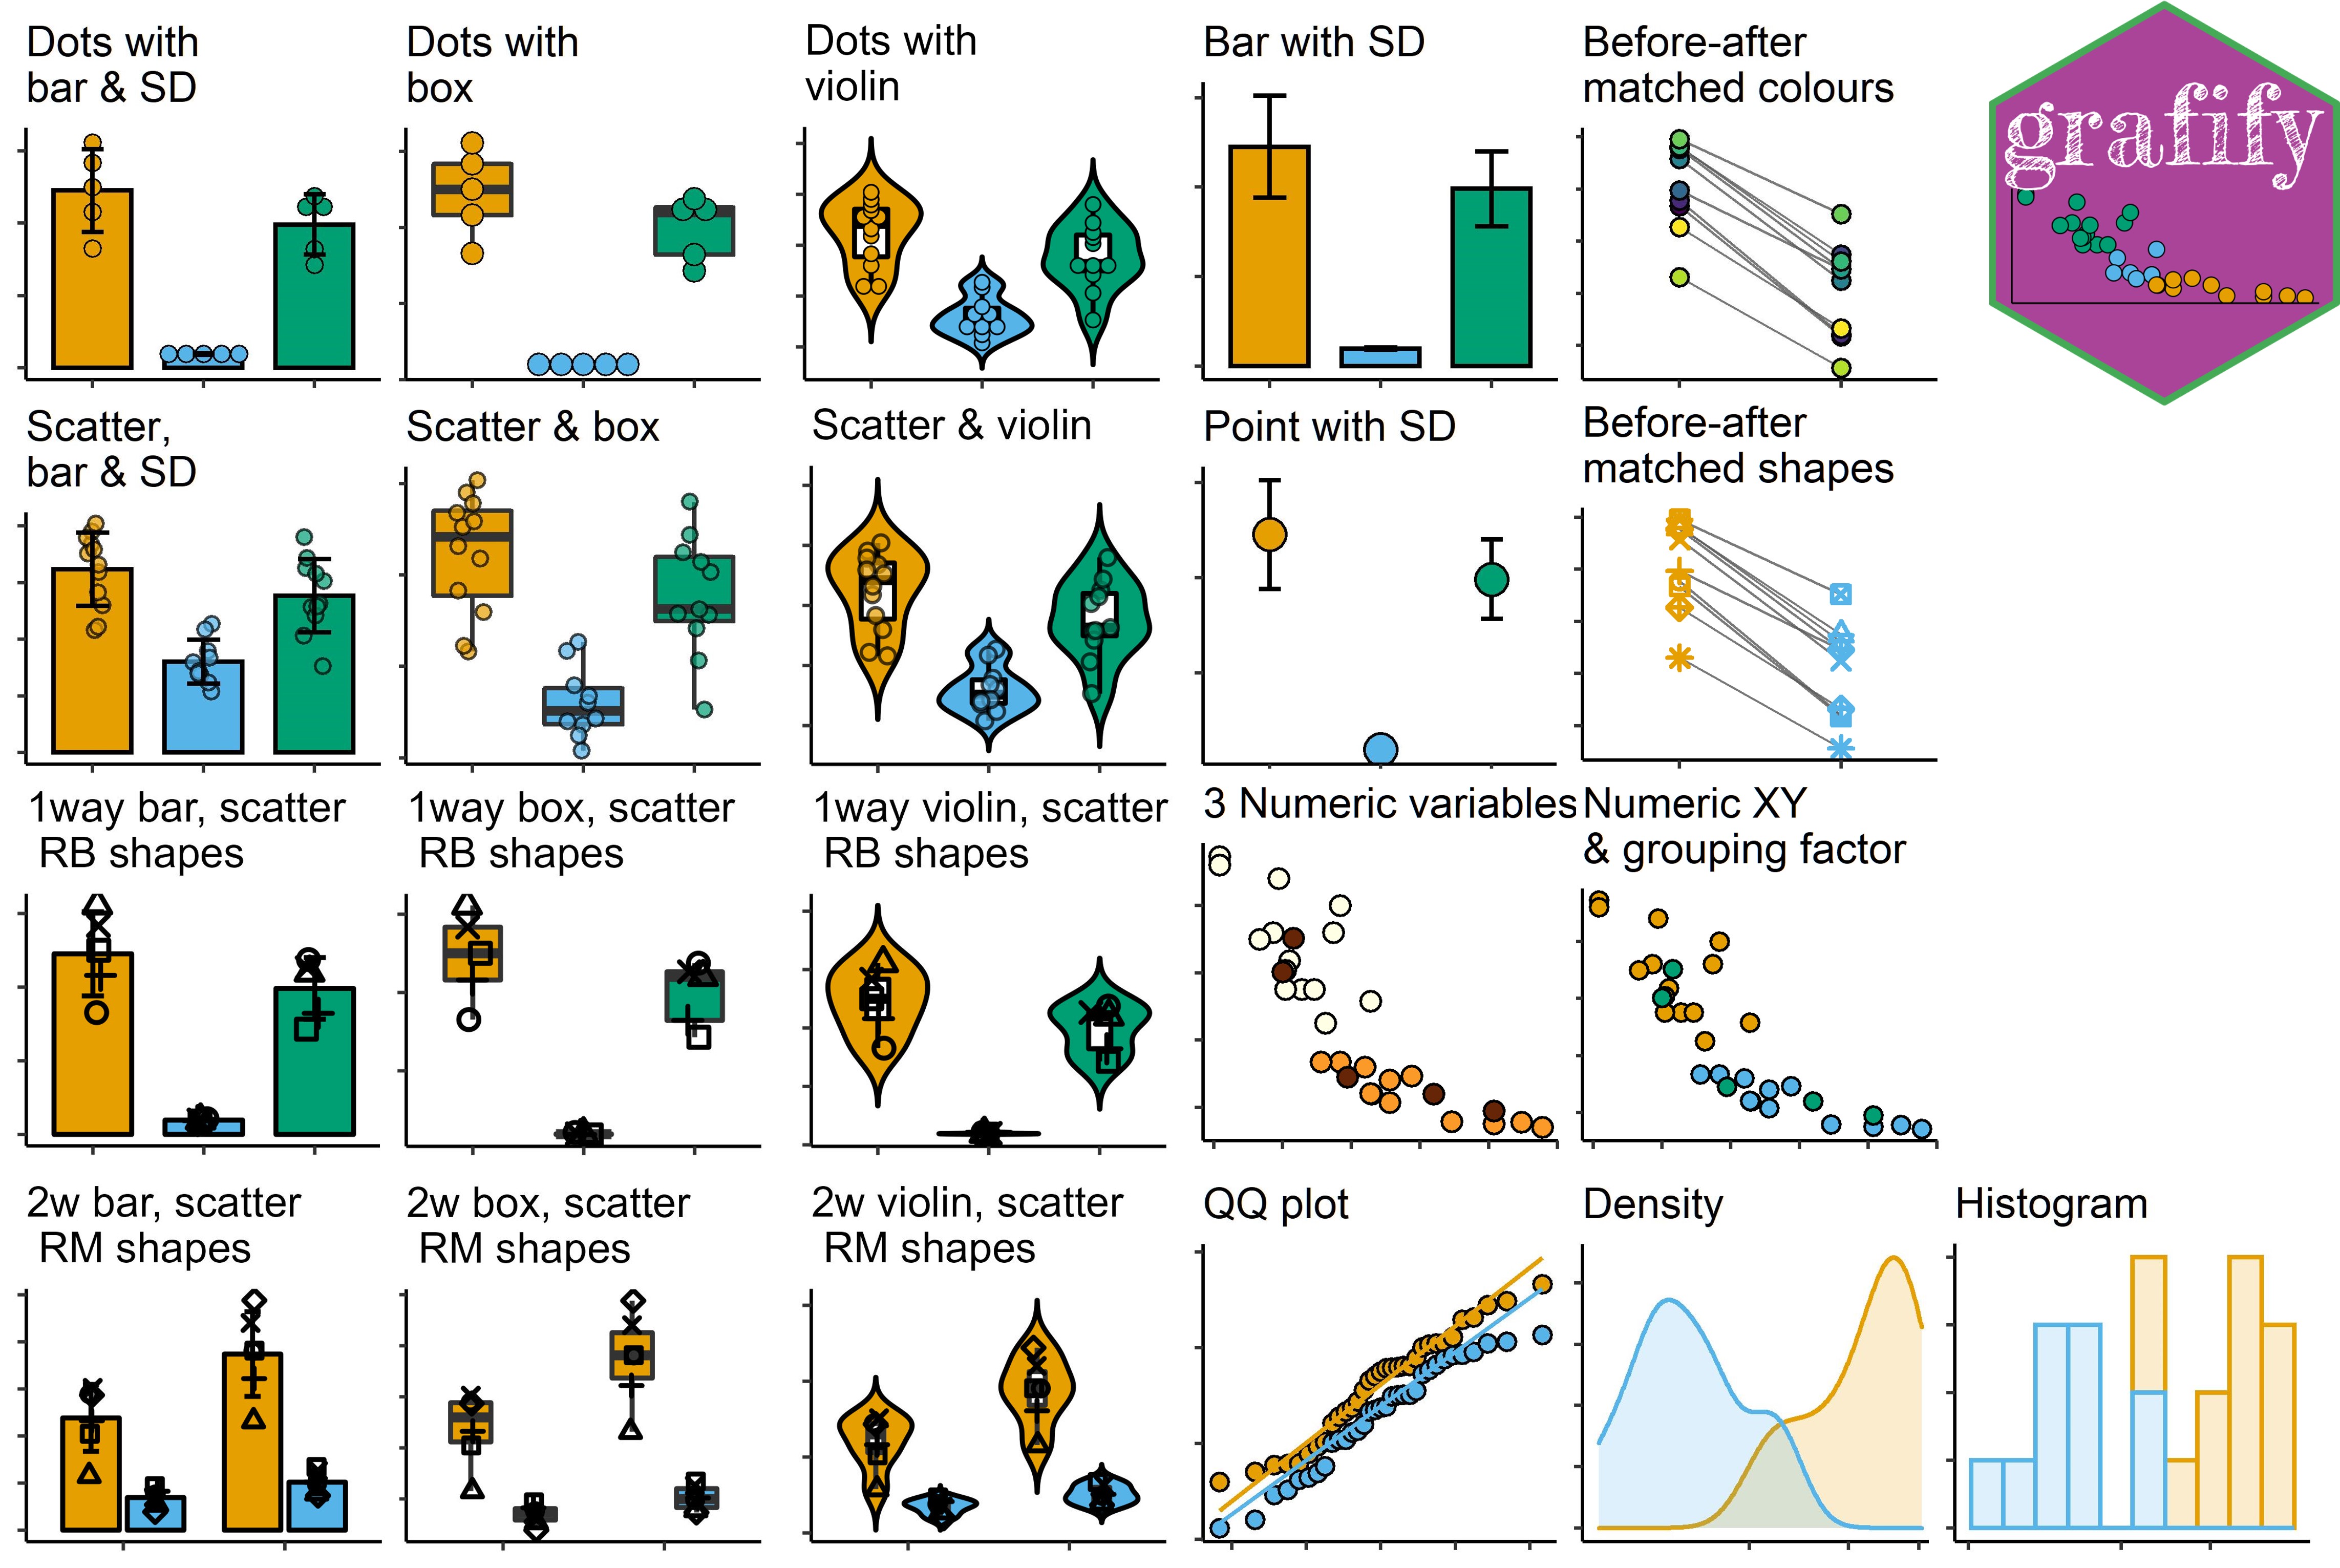 Dots with
bar & SD
Dots with
box
Dots with
violin
Bar with SD
Before-after
matched colours
grafify
Scatter,
bar & SD
Scatter & box
Scatter & violin
Point with SD
Before-after
matched shapes
1way bar, scatter
RB shapes
1way box, scatter
RB shapes
1way violin, scatter
RB shapes
3 Numeric variables
Numeric XY
& grouping factor
2w bar, scatter
RM shapes
2w box, scatter
RM shapes
2w violin, scatter
RM shapes
QQ plot
Density
Histogram